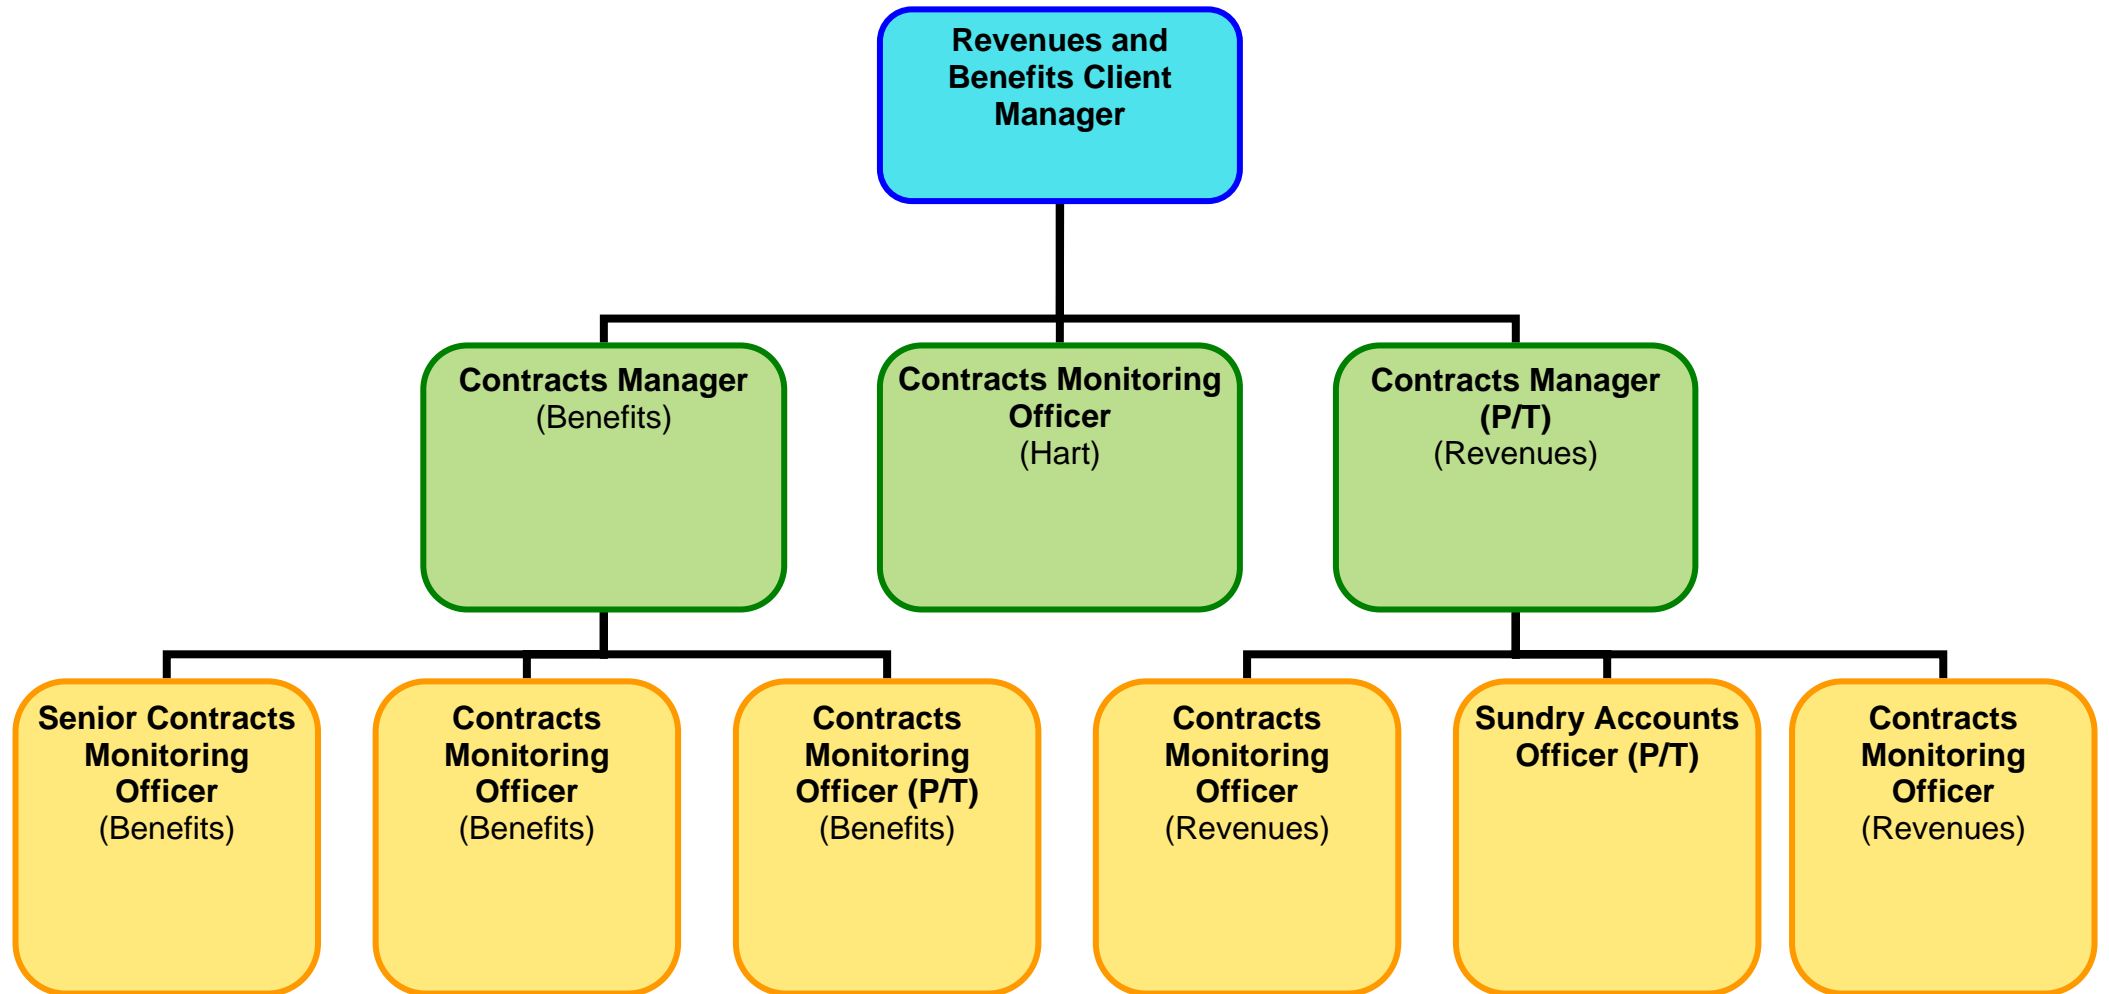 Revenues and
Benefits Client
Manager
Contracts Manager
(Benefits)
Contracts Monitoring
Officer
(Hart)
Contracts Manager
(P/T)
(Revenues)
Senior Contracts
Monitoring
Officer
(Benefits)
Contracts
Monitoring
Officer
(Benefits)
Contracts
Monitoring
Officer (P/T)
(Benefits)
Contracts
Monitoring
Officer
(Revenues)
Sundry Accounts
Officer (P/T)
Contracts
Monitoring
Officer
(Revenues)